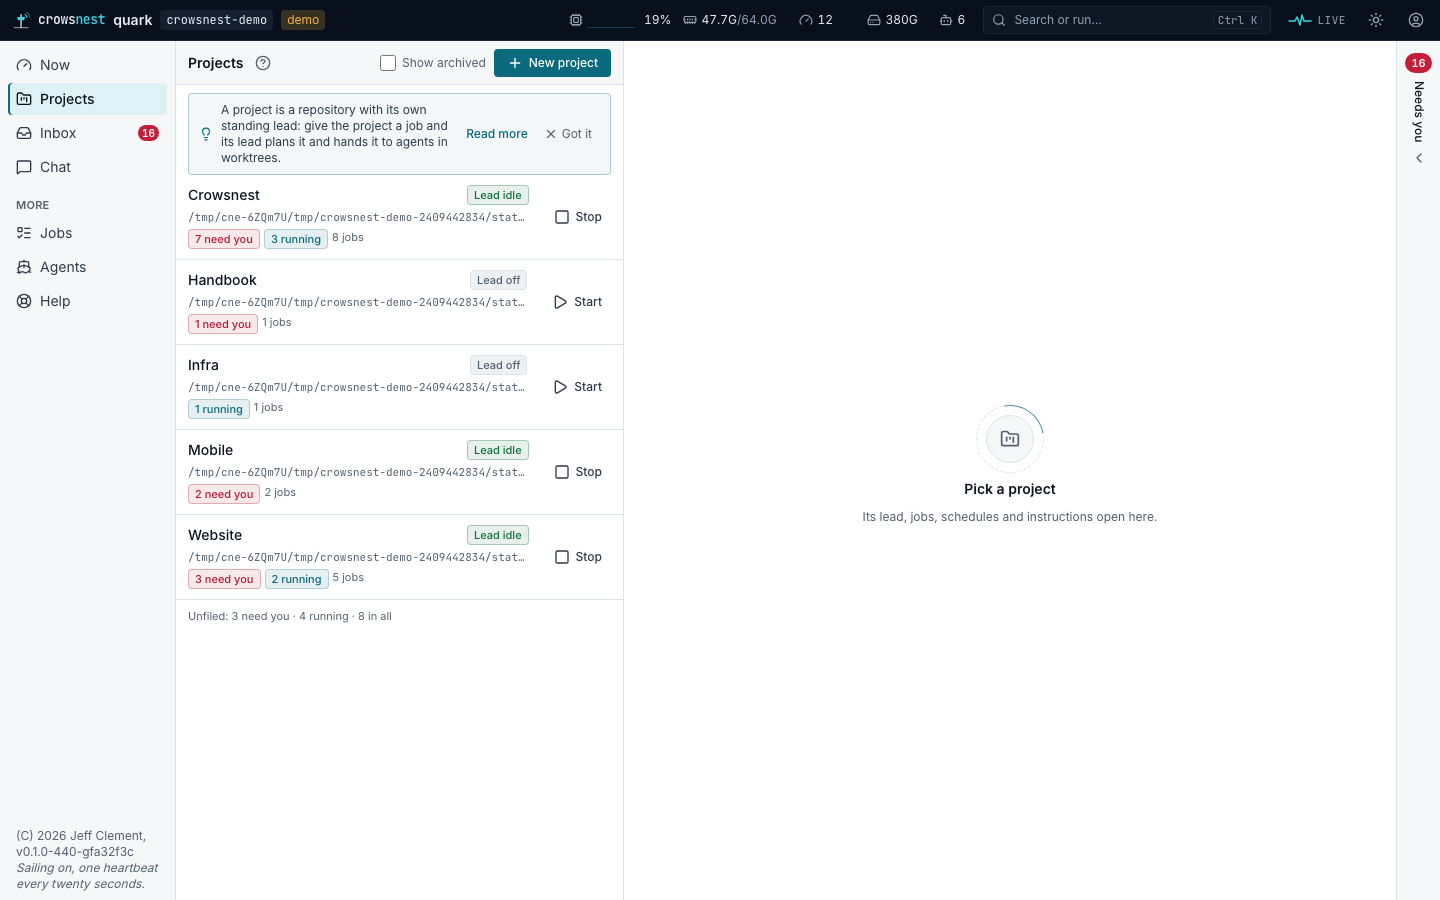 crowsnest quark crowsnest-demo demo 19% 47.7G/64.0G 12 380G 6 Search or run... Ctrl K LIVE
Now
Projects
Inbox 16
Chat
MORE
Jobs
Agents
Help
(C) 2026 Jeff Clement,
v0.1.0-440-gfa32f3c
Sailing on, one heartbeat
every twenty seconds.
Projects Show archived New project
A project is a repository with its own
standing lead: give the project a job and
its lead plans it and hands it to agents in
worktrees.
Read more Got it
Crowsnest Lead idle
/tmp/cne-6ZQm7U/tmp/crowsnest-demo-2409442834/stat… Stop
7 need you 3 running 8 jobs
Handbook Lead off
/tmp/cne-6ZQm7U/tmp/crowsnest-demo-2409442834/stat… Start
1 need you 1 jobs
Infra Lead off
/tmp/cne-6ZQm7U/tmp/crowsnest-demo-2409442834/stat… Start
1 running 1 jobs
Mobile Lead idle
/tmp/cne-6ZQm7U/tmp/crowsnest-demo-2409442834/stat… Stop
2 need you 2 jobs
Website Lead idle
/tmp/cne-6ZQm7U/tmp/crowsnest-demo-2409442834/stat… Stop
3 need you 2 running 5 jobs
Unfiled: 3 need you · 4 running · 8 in all
Pick a project
Its lead, jobs, schedules and instructions open here.
16
Needs you